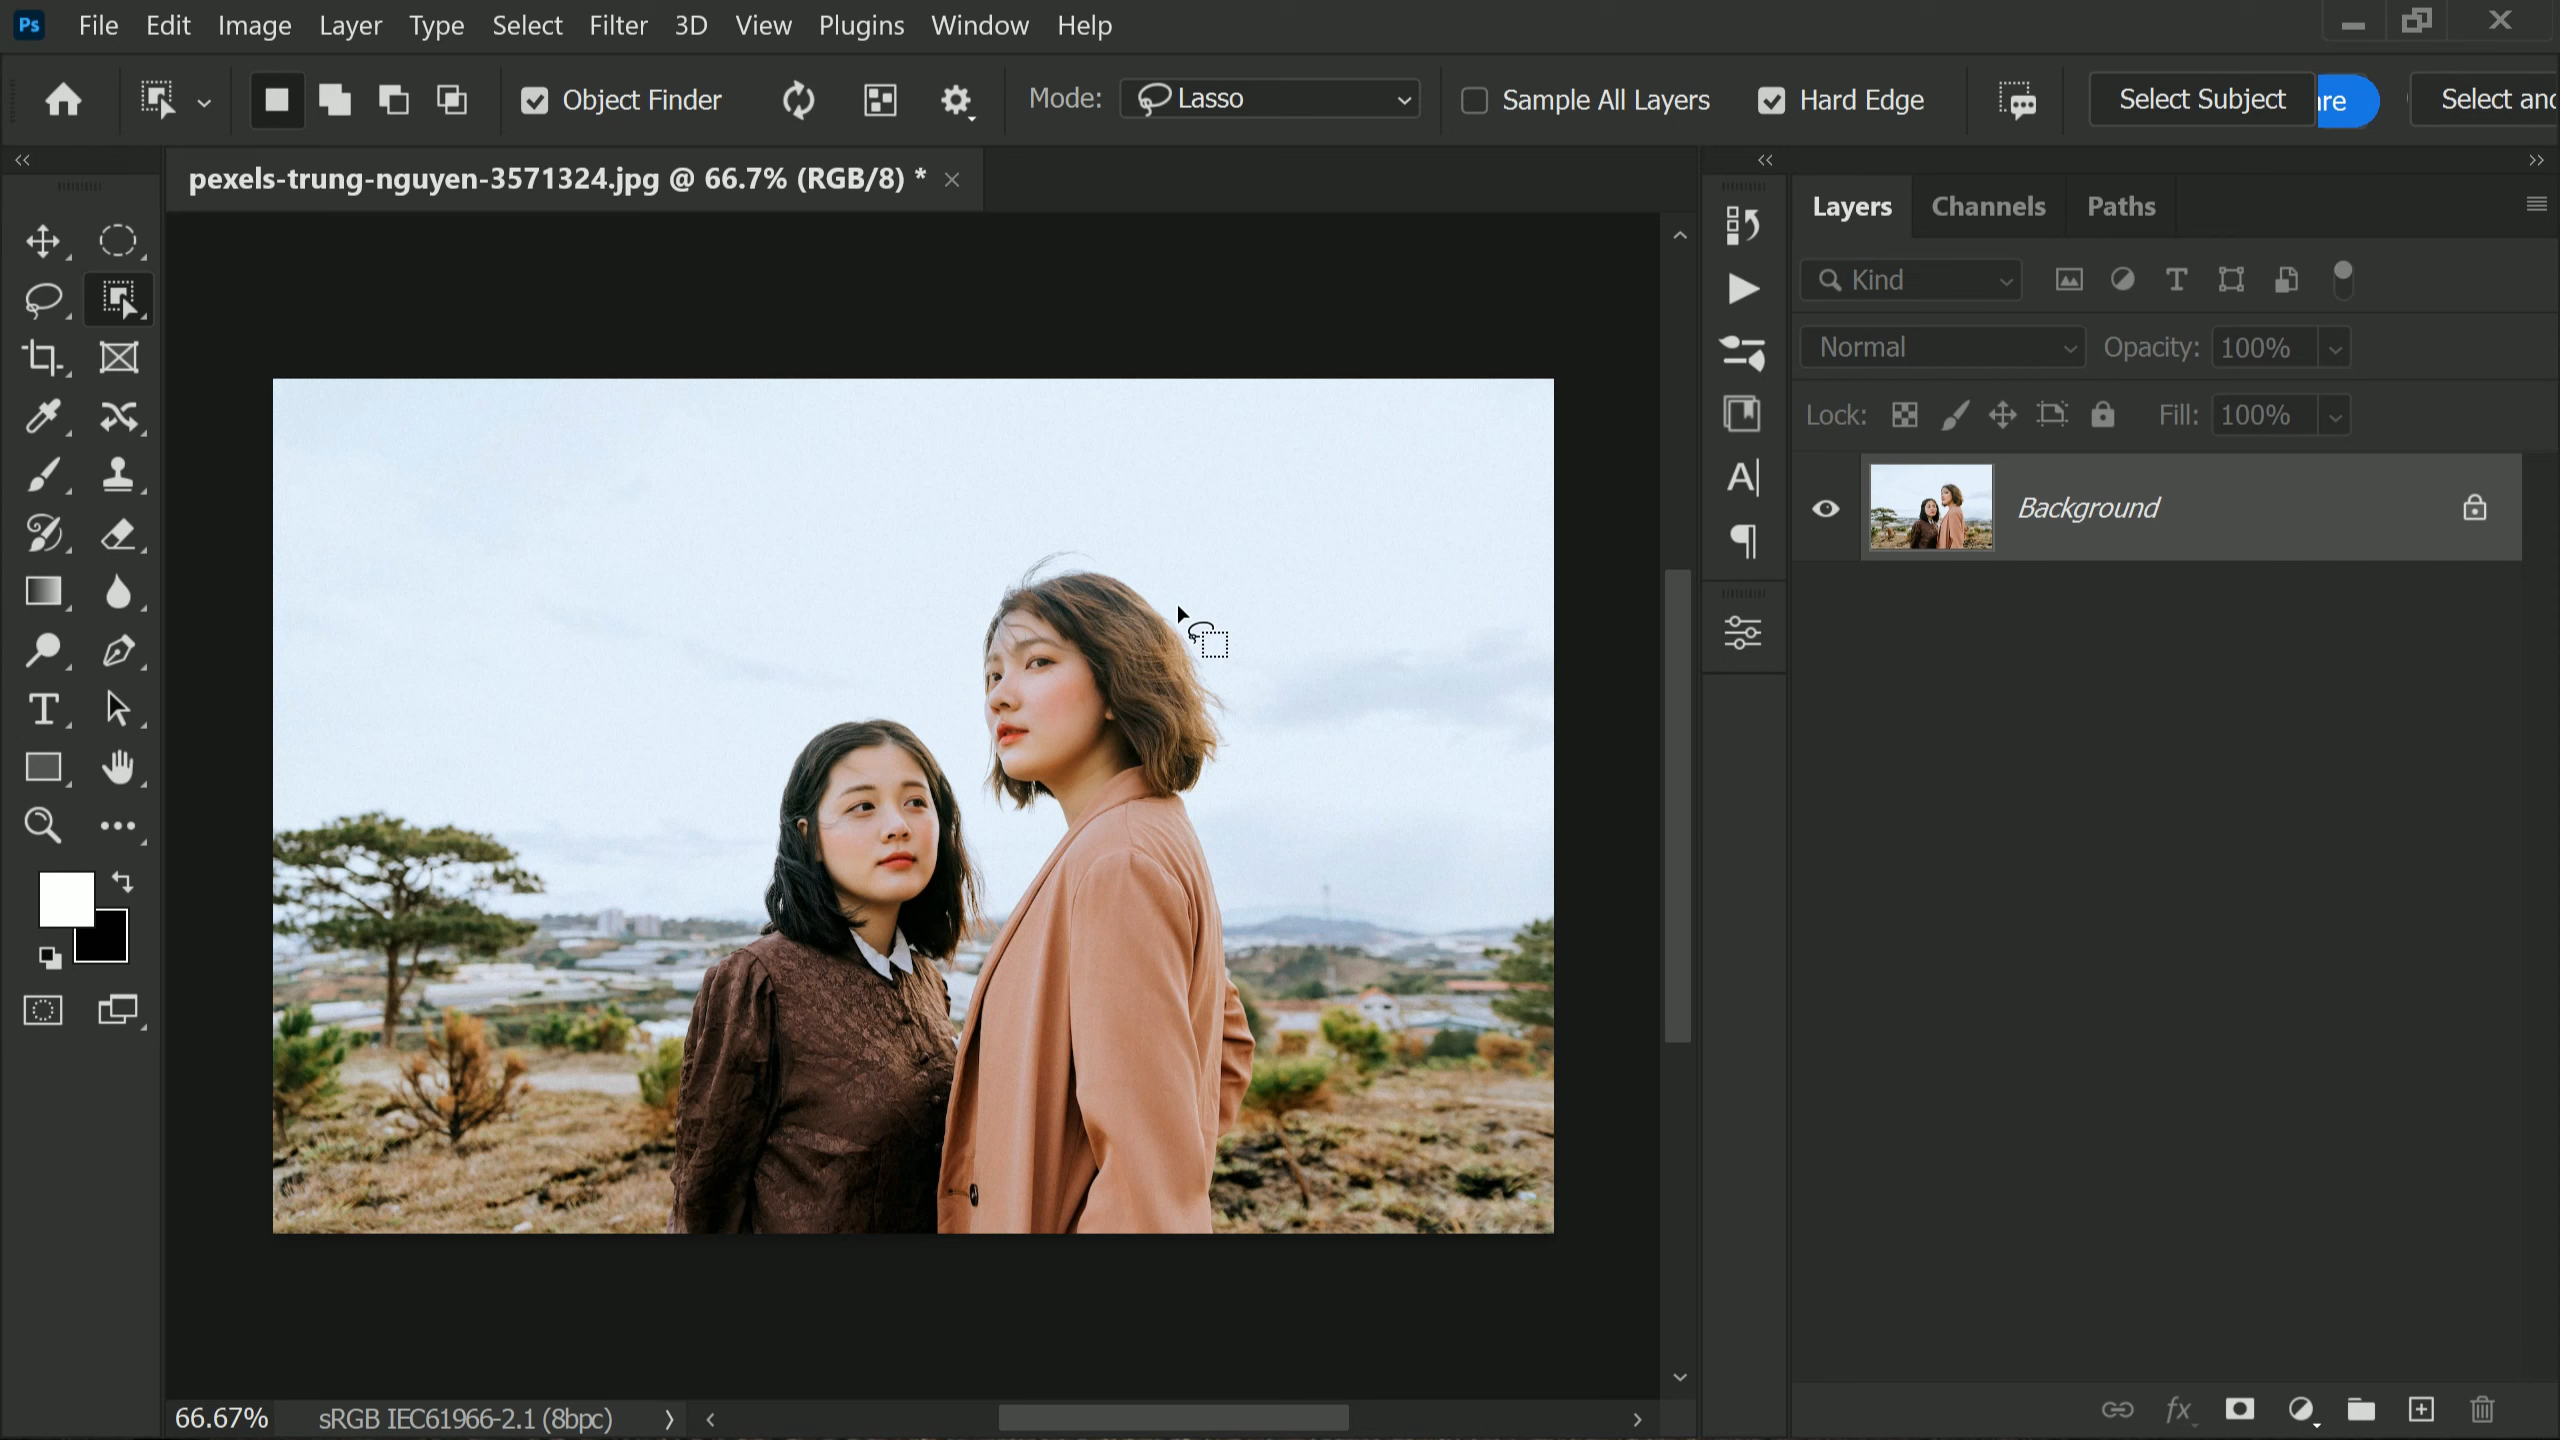 Ps File Edit Image Layer Type Select Filter 3D View Plugins Window Help
Object Finder Mode: Lasso Sample All Layers Hard Edge Select Subject re Select and
pexels-trung-nguyen-3571324.jpg @ 66.7% (RGB/8) *
Layers Channels Paths
Kind
Normal Opacity: 100%
Lock: Fill: 100%
Background
66.67% sRGB IEC61966-2.1 (8bpc)